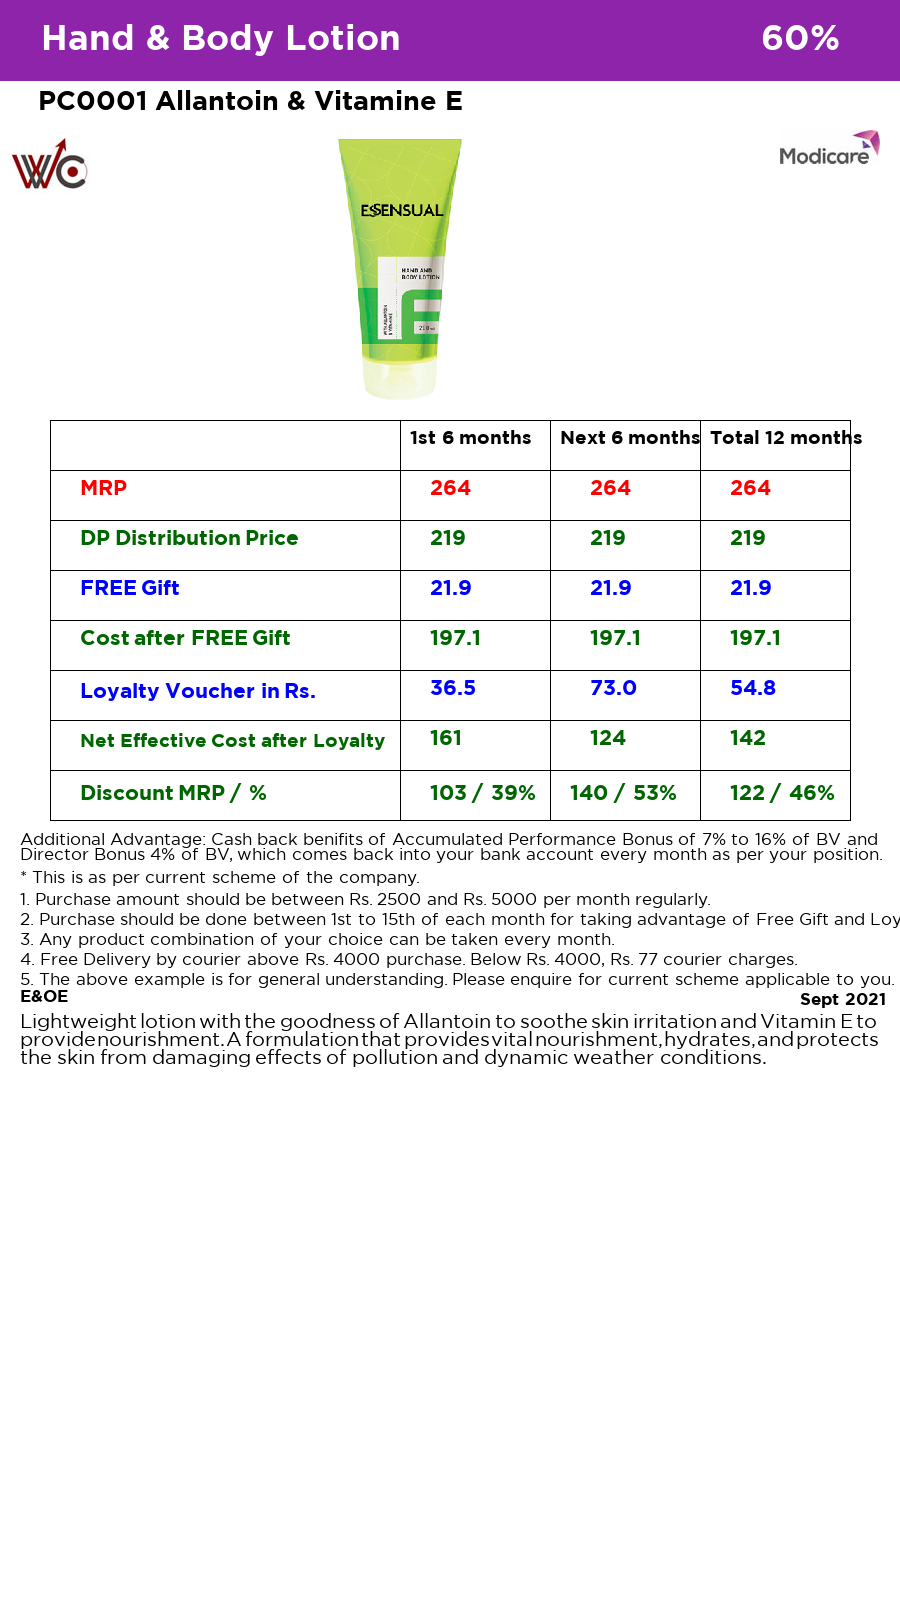 Hand & Body Lotion 60%
PC0001 Allantoin & Vitamine E
WC
Modicare
ESSENSUAL
HAND AND
BODY LOTION
E
210 ml
1st 6 months Next 6 months Total 12 months
MRP 264 264 264
DP Distribution Price 219 219 219
FREE Gift 21.9 21.9 21.9
Cost after FREE Gift 197.1 197.1 197.1
Loyalty Voucher in Rs. 36.5 73.0 54.8
Net Effective Cost after Loyalty 161 124 142
Discount MRP / % 103 / 39% 140 / 53% 122 / 46%
Additional Advantage: Cash back benifits of Accumulated Performance Bonus of 7% to 16% of BV and
Director Bonus 4% of BV, which comes back into your bank account every month as per your position.
* This is as per current scheme of the company.
1. Purchase amount should be between Rs. 2500 and Rs. 5000 per month regularly.
2. Purchase should be done between 1st to 15th of each month for taking advantage of Free Gift and Loy
3. Any product combination of your choice can be taken every month.
4. Free Delivery by courier above Rs. 4000 purchase. Below Rs. 4000, Rs. 77 courier charges.
5. The above example is for general understanding. Please enquire for current scheme applicable to you.
E&OE Sept 2021
Lightweight lotion with the goodness of Allantoin to soothe skin irritation and Vitamin E to
provide nourishment. A formulation that provides vital nourishment, hydrates, and protects
the skin from damaging effects of pollution and dynamic weather conditions.